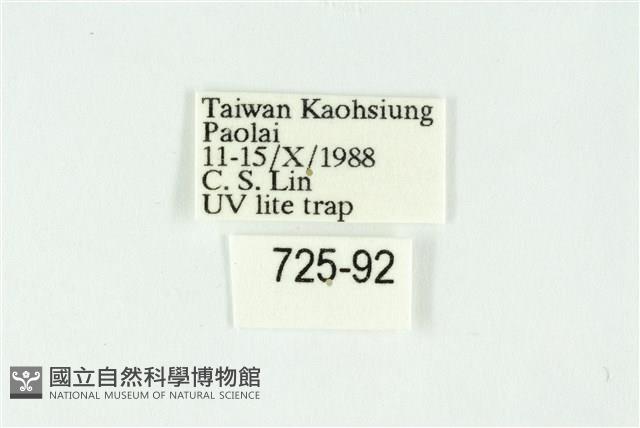 Taiwan Kaohsiung
Paolai
11-15/X/1988
C. S. Lin
UV lite trap
725-92
國立自然科學博物館
NATIONAL MUSEUM OF NATURAL SCIENCE